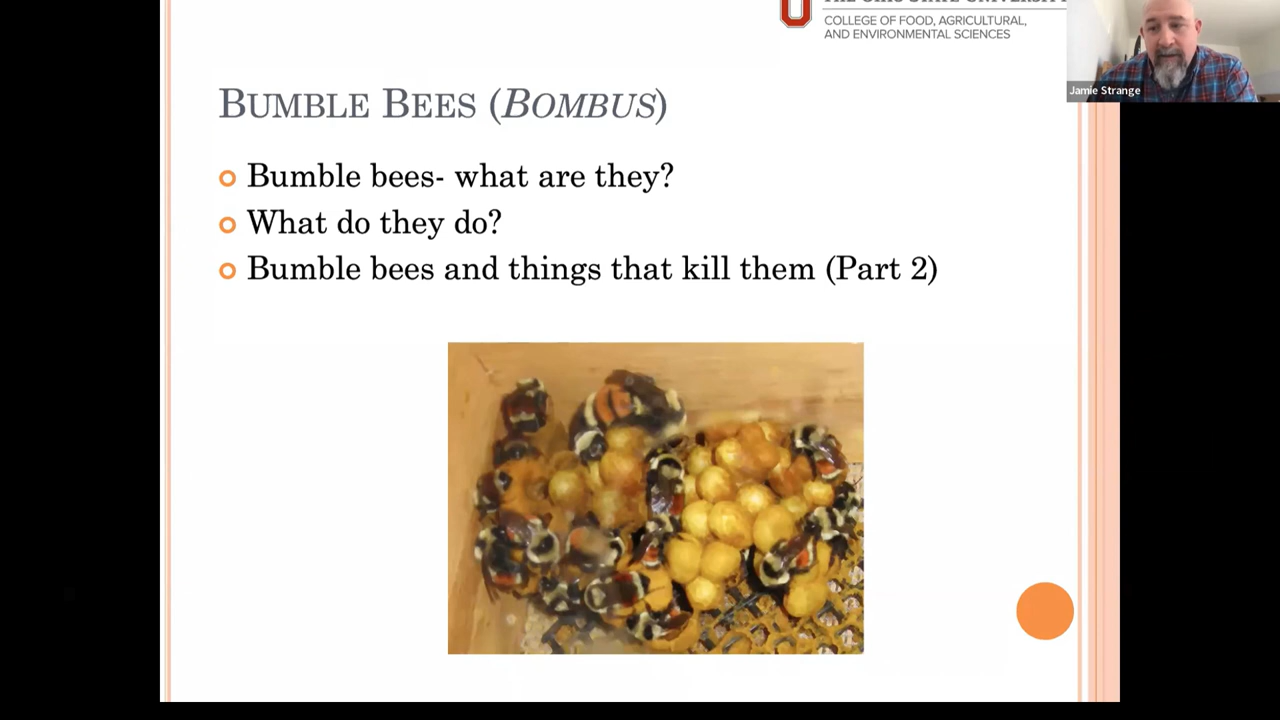 COLLEGE OF FOOD, AGRICULTURAL,
AND ENVIRONMENTAL SCIENCES
Jamie Strange
BUMBLE BEES (BOMBUS)
Bumble bees- what are they?
What do they do?
Bumble bees and things that kill them (Part 2)